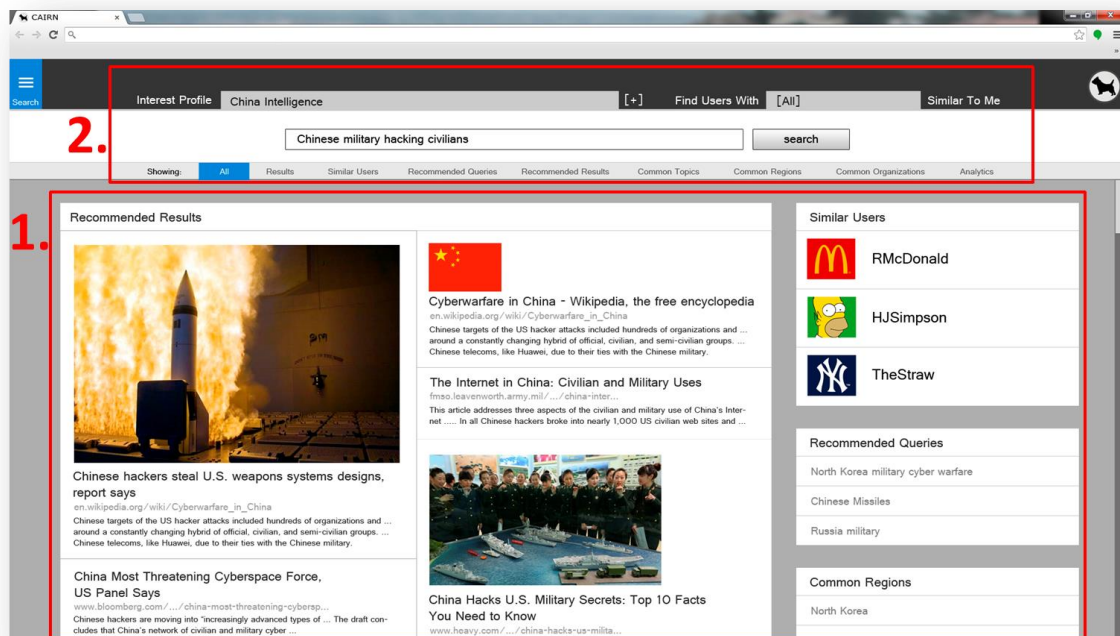 CAIRN
Search
Interest Profile China Intelligence [+] Find Users With [All] Similar To Me
2.
Chinese military hacking civilians search
Showing: All Results Similar Users Recommended Queries Recommended Results Common Topics Common Regions Common Organizations Analytics
1.
Recommended Results
Chinese hackers steal U.S. weapons systems designs,
report says
en.wikipedia.org/wiki/Cyberwarfare_in_China
Chinese targets of the US hacker attacks included hundreds of organizations and ...
around a constantly changing hybrid of official, civilian, and semi-civilian groups. ...
Chinese telecoms, like Huawei, due to their ties with the Chinese military.
China Most Threatening Cyberspace Force,
US Panel Says
www.bloomberg.com/.../china-most-threatening-cybersp...
Chinese hackers are moving into "increasingly advanced types of ... The draft con-
cludes that China's network of civilian and military cyber ...
Cyberwarfare in China - Wikipedia, the free encyclopedia
en.wikipedia.org/wiki/Cyberwarfare_in_China
Chinese targets of the US hacker attacks included hundreds of organizations and ...
around a constantly changing hybrid of official, civilian, and semi-civilian groups. ...
Chinese telecoms, like Huawei, due to their ties with the Chinese military.
The Internet in China: Civilian and Military Uses
fmso.leavenworth.army.mil/.../china-inter...
This article addresses three aspects of the civilian and military use of China's Inter-
net ..... In all Chinese hackers broke into nearly 1,000 US civilian web sites and ...
China Hacks U.S. Military Secrets: Top 10 Facts
You Need to Know
www.heavy.com/.../china-hacks-us-milita...
Similar Users
RMcDonald
HJSimpson
TheStraw
Recommended Queries
North Korea military cyber warfare
Chinese Missiles
Russia military
Common Regions
North Korea